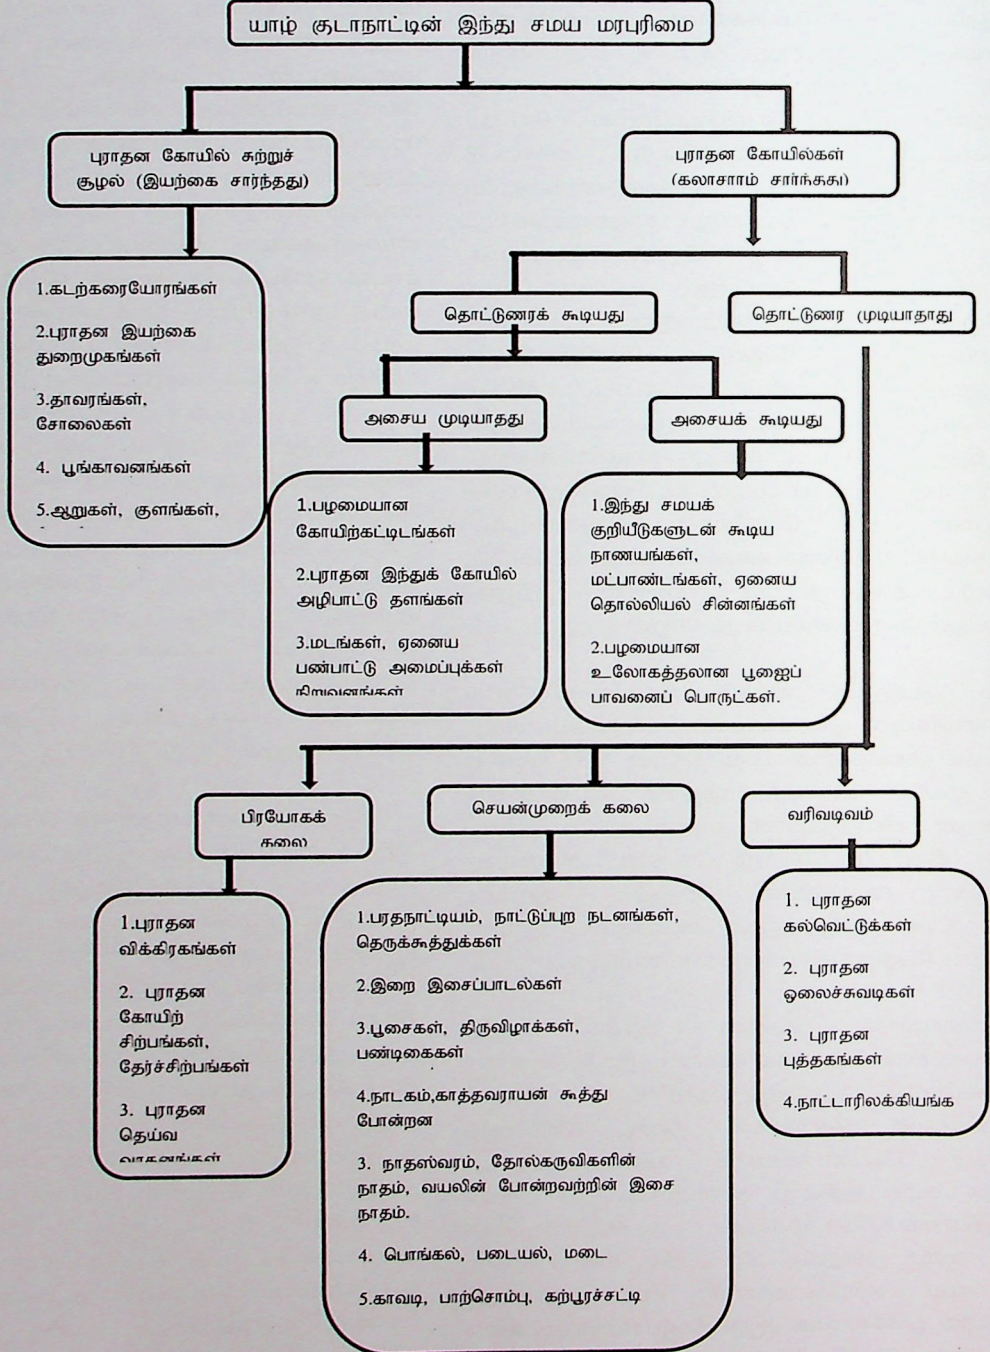 யாழ் குடாநாட்டின் இந்து சமய மரபுரிமை
புராதன கோயில் சுற்றுச்
சூழல் (இயற்கை சார்ந்தது)
புராதன கோயில்கள்
(கலாசாரம் சார்ந்தது)
1.கடற்கரையோரங்கள்
2.புராதன இயற்கை
துறைமுகங்கள்
3.தாவரங்கள்,
சோலைகள்
4. பூங்காவனங்கள்
5.ஆறுகள், குளங்கள்,
தொட்டுணரக் கூடியது
தொட்டுணர முடியாதாது
அசைய முடியாதது
அசையக் கூடியது
1.பழமையான
கோயிற்கட்டிடங்கள்
2.புராதன இந்துக் கோயில்
அழிபாட்டு தளங்கள்
3.மடங்கள், ஏனைய
பண்பாட்டு அமைப்புக்கள்
நிறுவனங்கள்
1.இந்து சமயக்
குறியீடுகளுடன் கூடிய
நாணயங்கள்,
மட்பாண்டங்கள், ஏனைய
தொல்லியல் சின்னங்கள்
2.பழமையான
உலோகத்தலான பூஜைப்
பாவனைப் பொருட்கள்.
பிரயோகக்
கலை
செயன்முறைக் கலை
வரிவடிவம்
1.புராதன
விக்கிரகங்கள்
2. புராதன
கோயிற்
சிற்பங்கள்,
தேர்ச்சிற்பங்கள்
3. புராதன
தெய்வ
வாகனங்கள்
1.பரதநாட்டியம், நாட்டுப்புற நடனங்கள்,
தெருக்கூத்துக்கள்
2.இறை இசைப்பாடல்கள்
3.பூசைகள், திருவிழாக்கள்,
பண்டிகைகள்
4.நாடகம்,காத்தவராயன் கூத்து
போன்றன
3. நாதஸ்வரம், தோல்கருவிகளின்
நாதம், வயலின் போன்றவற்றின் இசை
நாதம்.
4. பொங்கல், படையல், மடை
5.காவடி, பாற்சொம்பு, கற்பூரச்சட்டி
1. புராதன
கல்வெட்டுக்கள்
2. புராதன
ஒலைச்சுவடிகள்
3. புராதன
புத்தகங்கள்
4.நாட்டாரிலக்கியங்க